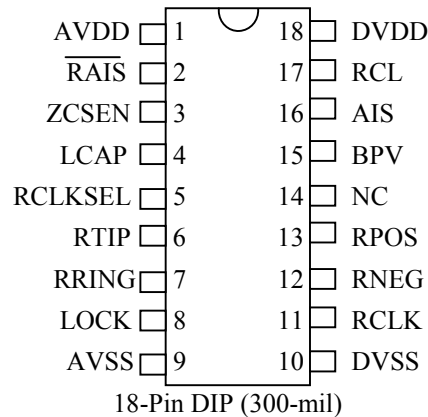 AVDD 1 18 DVDD
RAIS 2 17 RCL
ZCSEN 3 16 AIS
LCAP 4 15 BPV
RCLKSEL 5 14 NC
RTIP 6 13 RPOS
RRING 7 12 RNEG
LOCK 8 11 RCLK
AVSS 9 10 DVSS
18-Pin DIP (300-mil)